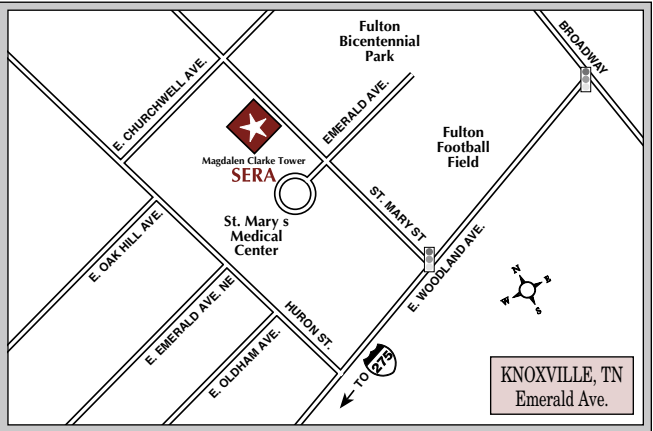 Fulton
Bicentennial
Park
BROADWAY
E. CHURCHWELL AVE.
EMERALD AVE.
Fulton
Football
Field
Magdalen Clarke Tower
SERA
ST. MARY ST
St. Mary s
Medical
Center
E. OAK HILL AVE.
E. WOODLAND AVE.
N
E
W
S
E. EMERALD AVE. NE
HURON ST.
E. OLDHAM AVE.
TO
275
KNOXVILLE, TN
Emerald Ave.